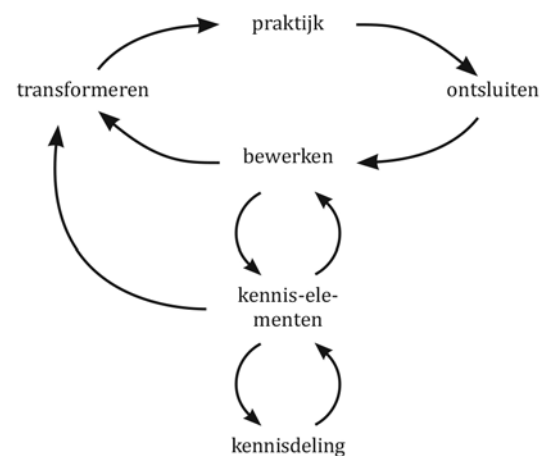 praktijk
transformeren
ontsluiten
bewerken
kennis-ele-
menten
kennisdeling